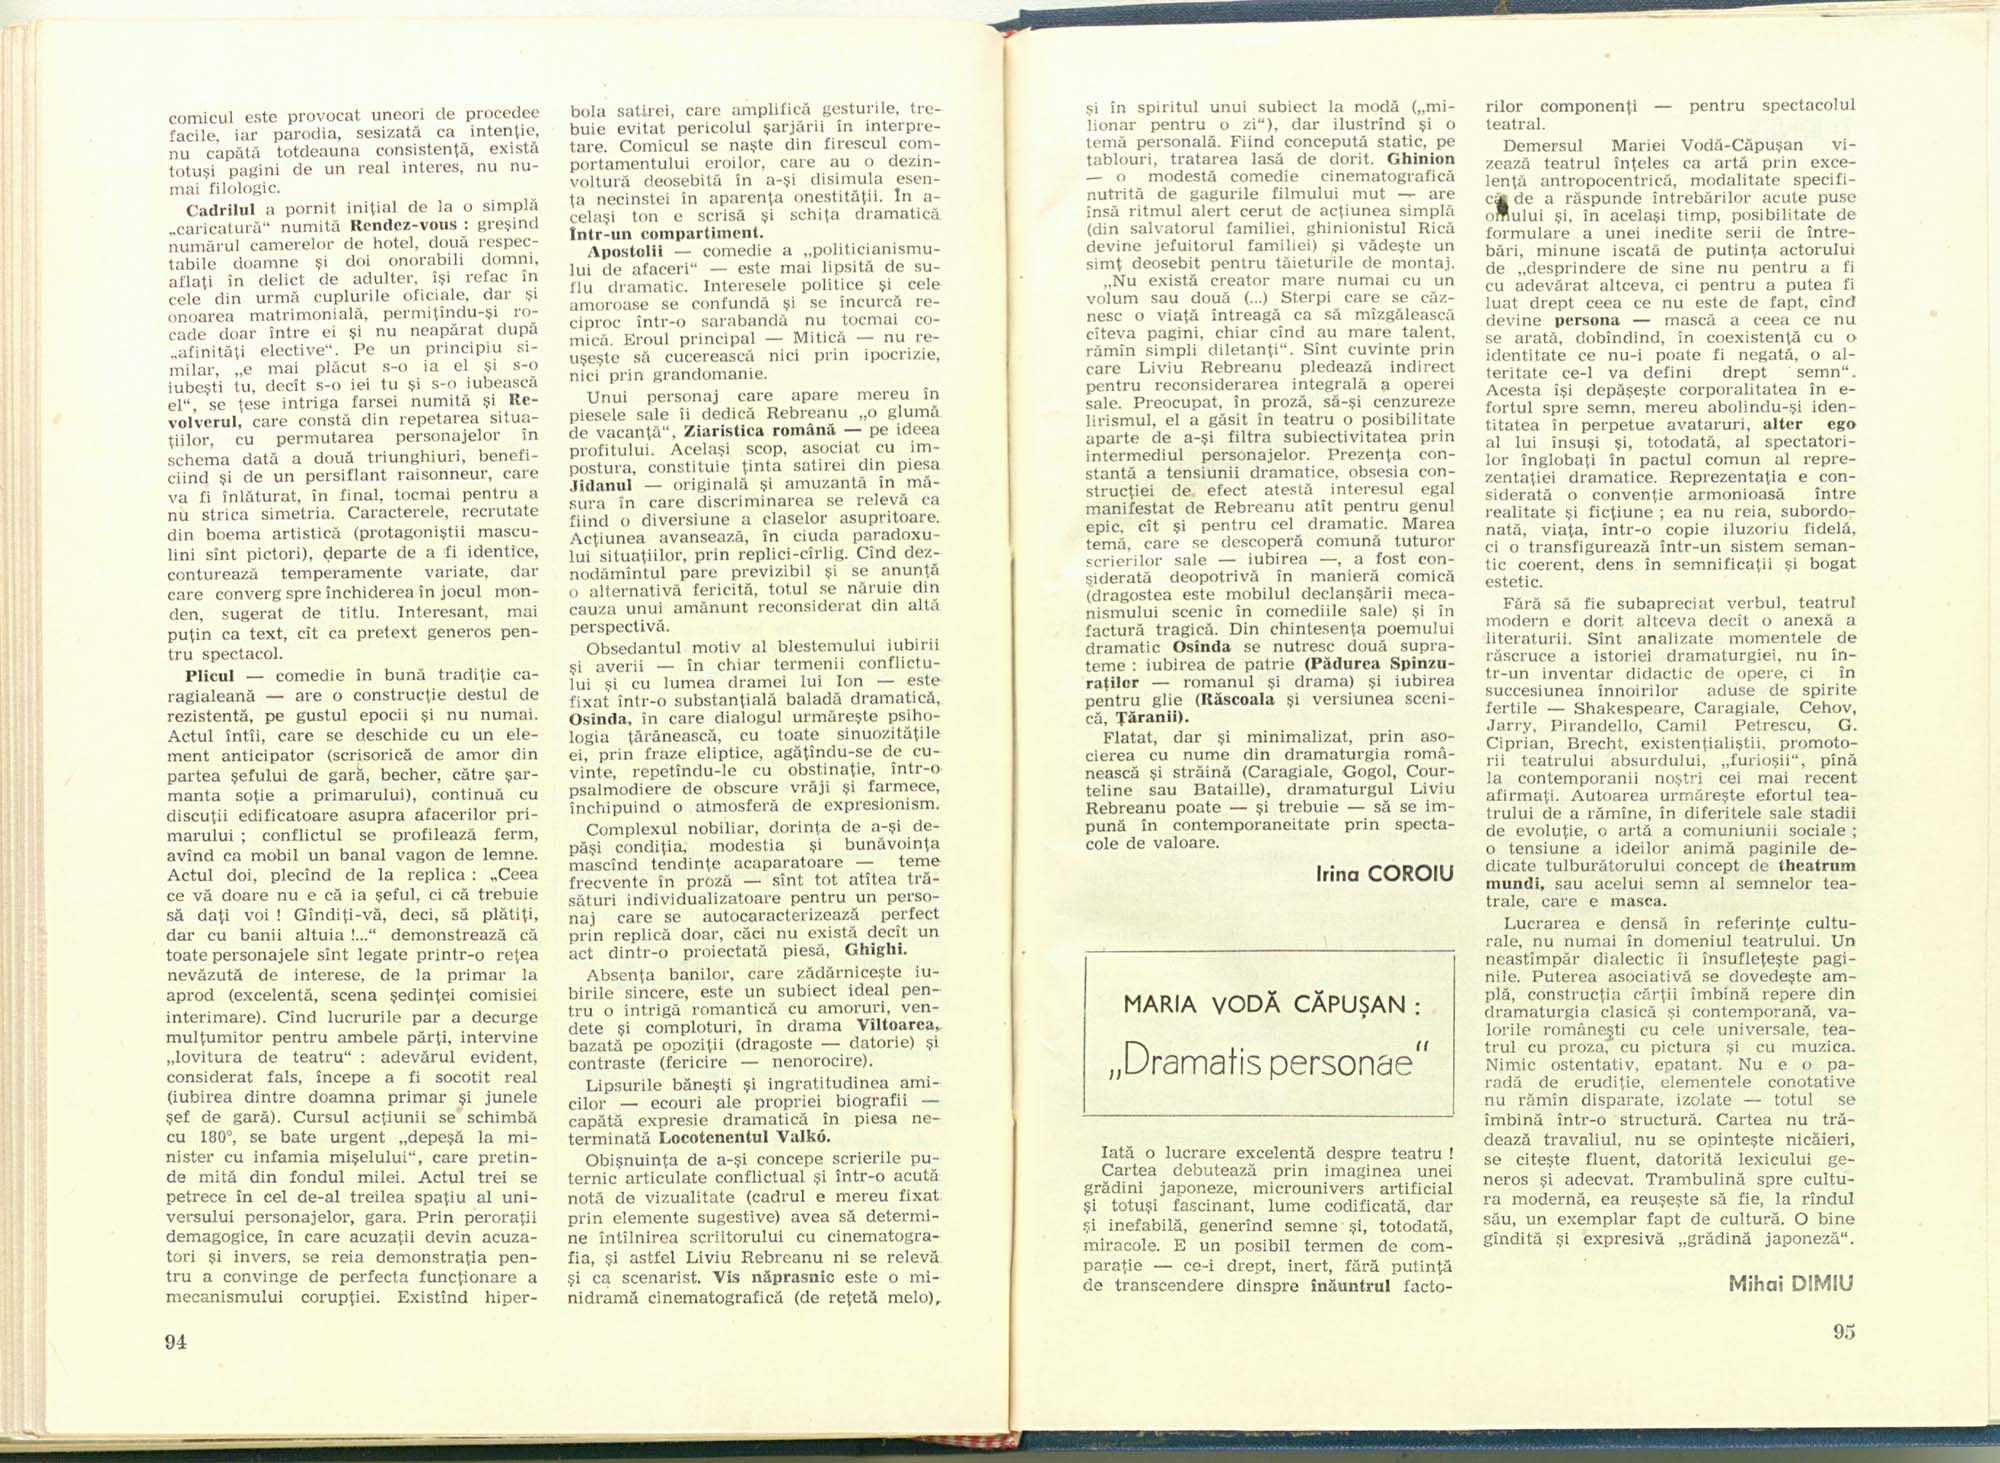 comicul este provocat uneori de procedee
facile, iar parodia, sesizată ca intenție,
nu capătă totdeauna consistență, există
totuși pagini de un real interes, nu nu-
mai filologic.
Cadrilul a pornit inițial de la o simplă
„caricatură“ numită Rendez-vous : greșind
numărul camerelor de hotel, două respec-
tabile doamne și doi onorabili domni,
aflați în delict de adulter, își refac în
cele din urmă cuplurile oficiale, dar și
onoarea matrimonială, permițîndu-și ro-
cade doar între ei și nu neapărat după
„afinități elective“. Pe un principiu si-
milar, „e mai plăcut s-o ia el și s-o
iubești tu, decît s-o iei tu și s-o iubească
el“, se țese intriga farsei numită și Re-
volverul, care constă din repetarea situa-
țiilor, cu permutarea personajelor în
schema dată a două triunghiuri, benefi-
ciind și de un persiflant raisonneur, care
va fi înlăturat, în final, tocmai pentru a
nu strica simetria. Caracterele, recrutate
din boema artistică (protagoniștii mascu-
lini sînt pictori), departe de a fi identice,
conturează temperamente variate, dar
care converg spre închiderea în jocul mon-
den, sugerat de titlu. Interesant, mai
puțin ca text, cît ca pretext generos pen-
tru spectacol.
Plicul — comedie în bună tradiție ca-
ragialeană — are o construcție destul de
rezistentă, pe gustul epocii și nu numai.
Actul întîi, care se deschide cu un ele-
ment anticipator (scrisorică de amor din
partea șefului de gară, becher, către șar-
manta soție a primarului), continuă cu
discuții edificatoare asupra afacerilor pri-
marului ; conflictul se profilează ferm,
avînd ca mobil un banal vagon de lemne.
Actul doi, plecînd de la replica : „Ceea
ce vă doare nu e că ia șeful, ci că trebuie
să dați voi ! Gîndiți-vă, deci, să plătiți,
dar cu banii altuia !...“ demonstrează că
toate personajele sînt legate printr-o rețea
nevăzută de interese, de la primar la
aprod (excelentă, scena ședinței comisiei
interimare). Cînd lucrurile par a decurge
mulțumitor pentru ambele părți, intervine
„lovitura de teatru“ : adevărul evident,
considerat fals, începe a fi socotit real
(iubirea dintre doamna primar și junele
șef de gară). Cursul acțiunii se schimbă
cu 180°, se bate urgent „depeșă la mi-
nister cu infamia mișelului“, care pretin-
de mită din fondul milei. Actul trei se
petrece în cel de-al treilea spațiu al uni-
versului personajelor, gara. Prin perorații
demagogice, în care acuzații devin acuza-
tori și invers, se reia demonstrația pen-
tru a convinge de perfecta funcționare a
mecanismului corupției. Existînd hiper-
94
bola satirei, care amplifică gesturile, tre-
buie evitat pericolul șarjării în interpre-
tare. Comicul se naște din firescul com-
portamentului eroilor, care au o dezin-
voltură deosebită în a-și disimula esen-
ța necinstei în aparența onestității. În a-
celași ton e scrisă și schița dramatică
Într-un compartiment.
Apostolii — comedie a „politicianismu-
lui de afaceri“ — este mai lipsită de su-
flu dramatic. Interesele politice și cele
amoroase se confundă și se încurcă re-
ciproc într-o sarabandă nu tocmai co-
mică. Eroul principal — Mitică — nu re-
ușește să cucerească nici prin ipocrizie,
nici prin grandomanie.
Unui personaj care apare mereu în
piesele sale îi dedică Rebreanu „o glumă
de vacanță“, Ziaristica română — pe ideea
profitului. Același scop, asociat cu im-
postura, constituie ținta satirei din piesa
Jidanul — originală și amuzantă în mă-
sura în care discriminarea se relevă ca
fiind o diversiune a claselor asupritoare.
Acțiunea avansează, în ciuda paradoxu-
lui situațiilor, prin replici-cîrlig. Cînd dez-
nodămîntul pare previzibil și se anunță
o alternativă fericită, totul se năruie din
cauza unui amănunt reconsiderat din altă
perspectivă.
Obsedantul motiv al blestemului iubirii
și averii — în chiar termenii conflictu-
lui și cu lumea dramei lui Ion — este
fixat într-o substanțială baladă dramatică,
Osînda, în care dialogul urmărește psiho-
logia țărănească, cu toate sinuozitățile
ei, prin fraze eliptice, agățîndu-se de cu-
vinte, repetîndu-le cu obstinație, într-o
psalmodiere de obscure vrăji și farmece,
închipuind o atmosferă de expresionism.
Complexul nobiliar, dorința de a-și de-
păși condiția, modestia și bunăvoința
mascînd tendințe acaparatoare — teme
frecvente în proză — sînt tot atîtea tră-
sături individualizatoare pentru un perso-
naj care se autocaracterizează perfect
prin replică doar, căci nu există decît un
act dintr-o proiectată piesă, Ghighi.
Absența banilor, care zădărnicește iu-
birile sincere, este un subiect ideal pen-
tru o intrigă romantică cu amoruri, ven-
dete și comploturi, în drama Vîltoarea,
bazată pe opoziții (dragoste — datorie) și
contraste (fericire — nenorocire).
Lipsurile bănești și ingratitudinea ami-
cilor — ecouri ale propriei biografii —
capătă expresie dramatică în piesa ne-
terminată Locotenentul Valkó.
Obișnuința de a-și concepe scrierile pu-
ternic articulate conflictual și într-o acută
notă de vizualitate (cadrul e mereu fixat
prin elemente sugestive) avea să determi-
ne întîlnirea scriitorului cu cinematogra-
fia, și astfel Liviu Rebreanu ni se relevă
și ca scenarist. Vis năprasnic este o mi-
nidramă cinematografică (de rețetă melo),
și în spiritul unui subiect la modă („mi-
lionar pentru o zi“), dar ilustrînd și o
temă personală. Fiind concepută static, pe
tablouri, tratarea lasă de dorit. Ghinion
— o modestă comedie cinematografică
nutrită de gagurile filmului mut — are
însă ritmul alert cerut de acțiunea simplă
(din salvatorul familiei, ghinionistul Rică
devine jefuitorul familiei) și vădește un
simț deosebit pentru tăieturile de montaj.
„Nu există creator mare numai cu un
volum sau două (...) Sterpi care se căz-
nesc o viață întreagă ca să mîzgălească
cîteva pagini, chiar cînd au mare talent,
rămîn simpli diletanți“. Sînt cuvinte prin
care Liviu Rebreanu pledează indirect
pentru reconsiderarea integrală a operei
sale. Preocupat, în proză, să-și cenzureze
lirismul, el a găsit în teatru o posibilitate
aparte de a-și filtra subiectivitatea prin
intermediul personajelor. Prezența con-
stantă a tensiunii dramatice, obsesia con-
strucției de efect atestă interesul egal
manifestat de Rebreanu atît pentru genul
epic, cît și pentru cel dramatic. Marea
temă, care se descoperă comună tuturor
scrierilor sale — iubirea —, a fost con-
siderată deopotrivă în manieră comică
(dragostea este mobilul declanșării meca-
nismului scenic în comediile sale) și în
factură tragică. Din chintesența poemului
dramatic Osînda se nutresc două supra-
teme : iubirea de patrie (Pădurea Spînzu-
raților — romanul și drama) și iubirea
pentru glie (Răscoala și versiunea sceni-
că, Țăranii).
Flatat, dar și minimalizat, prin aso-
cierea cu nume din dramaturgia româ-
nească și străină (Caragiale, Gogol, Cour-
teline sau Bataille), dramaturgul Liviu
Rebreanu poate — și trebuie — să se im-
pună în contemporaneitate prin specta-
cole de valoare.
Irina COROIU
MARIA VODĂ CĂPUȘAN :
„Dramatis personae“
Iată o lucrare excelentă despre teatru !
Cartea debutează prin imaginea unei
grădini japoneze, microunivers artificial
și totuși fascinant, lume codificată, dar
și inefabilă, generînd semne și, totodată,
miracole. E un posibil termen de com-
parație — ce-i drept, inert, fără putință
de transcendere dinspre înăuntrul facto-
rilor componenți — pentru spectacolul
teatral.
Demersul Mariei Vodă-Căpușan vi-
zează teatrul înțeles ca artă prin exce-
lență antropocentrică, modalitate specifi-
că de a răspunde întrebărilor acute puse
omului și, în același timp, posibilitate de
formulare a unei inedite serii de între-
bări, minune iscată de putința actorului
de „desprindere de sine nu pentru a fi
cu adevărat altceva, ci pentru a putea fi
luat drept ceea ce nu este de fapt, cînd
devine persona — mască a ceea ce nu
se arată, dobîndind, în coexistență cu o
identitate ce nu-i poate fi negată, o al-
teritate ce-l va defini drept semn“.
Acesta își depășește corporalitatea în e-
fortul spre semn, mereu abolindu-și iden-
titatea în perpetue avataruri, alter ego
al lui însuși și, totodată, al spectatori-
lor înglobați în pactul comun al repre-
zentației dramatice. Reprezentația e con-
siderată o convenție armonioasă între
realitate și ficțiune ; ea nu reia, subordo-
nată, viața, într-o copie iluzoriu fidelă,
ci o transfigurează într-un sistem seman-
tic coerent, dens în semnificații și bogat
estetic.
Fără să fie subapreciat verbul, teatrul
modern e dorit altceva decît o anexă a
literaturii. Sînt analizate momentele de
răscruce a istoriei dramaturgiei, nu în-
tr-un inventar didactic de opere, ci în
succesiunea înnoirilor aduse de spirite
fertile — Shakespeare, Caragiale, Cehov,
Jarry, Pirandello, Camil Petrescu, G.
Ciprian, Brecht, existențialiștii, promoto-
rii teatrului absurdului, „furioșii“, pînă
la contemporanii noștri cei mai recent
afirmați. Autoarea urmărește efortul tea-
trului de a rămîne, în diferitele sale stadii
de evoluție, o artă a comuniunii sociale ;
o tensiune a ideilor animă paginile de-
dicate tulburătorului concept de theatrum
mundi, sau acelui semn al semnelor tea-
trale, care e masca.
Lucrarea e densă în referințe cultu-
rale, nu numai în domeniul teatrului. Un
neastîmpăr dialectic îi însuflețește pagi-
nile. Puterea asociativă se dovedește am-
plă, construcția cărții îmbină repere din
dramaturgia clasică și contemporană, va-
lorile românești cu cele universale, tea-
trul cu proza, cu pictura și cu muzica.
Nimic ostentativ, epatant. Nu e o pa-
radă de erudiție, elementele conotative
nu rămîn disparate, izolate — totul se
îmbină într-o structură. Cartea nu tră-
dează travaliul, nu se opintește nicăieri,
se citește fluent, datorită lexicului ge-
neros și adecvat. Trambulină spre cultu-
ra modernă, ea reușește să fie, la rîndul
său, un exemplar fapt de cultură. O bine
gîndită și expresivă „grădină japoneză“.
Mihai DIMIU
95